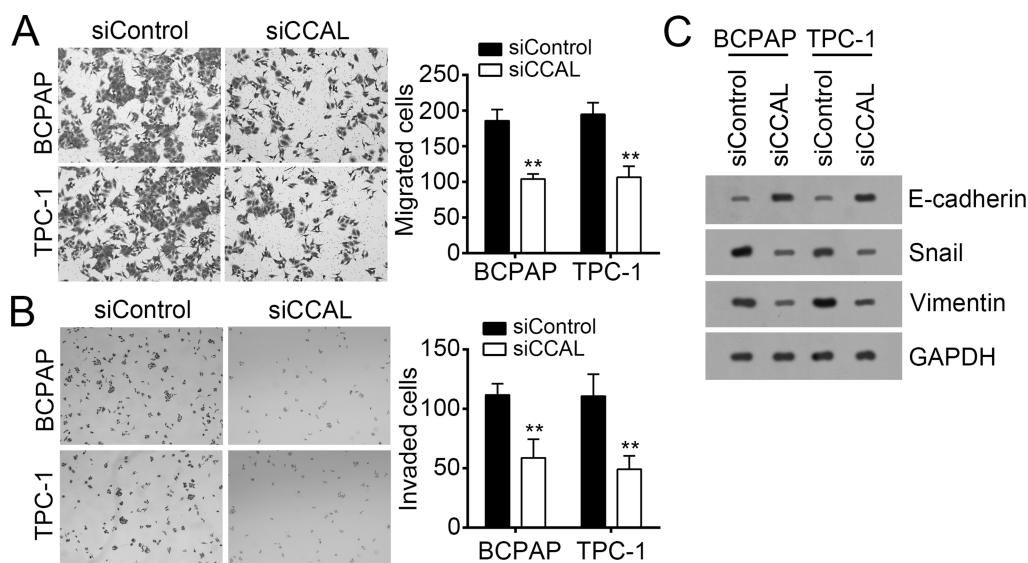 A
siControl siCCAL
BCPAP
TPC-1
siControl
siCCAL
Migrated cells
250
200
150
100
50
0
** **
BCPAP TPC-1
B
siControl siCCAL
BCPAP
TPC-1
siControl
siCCAL
Invaded cells
150
100
50
0
** **
BCPAP TPC-1
C
BCPAP TPC-1
siControl siCCAL siControl siCCAL
E-cadherin
Snail
Vimentin
GAPDH